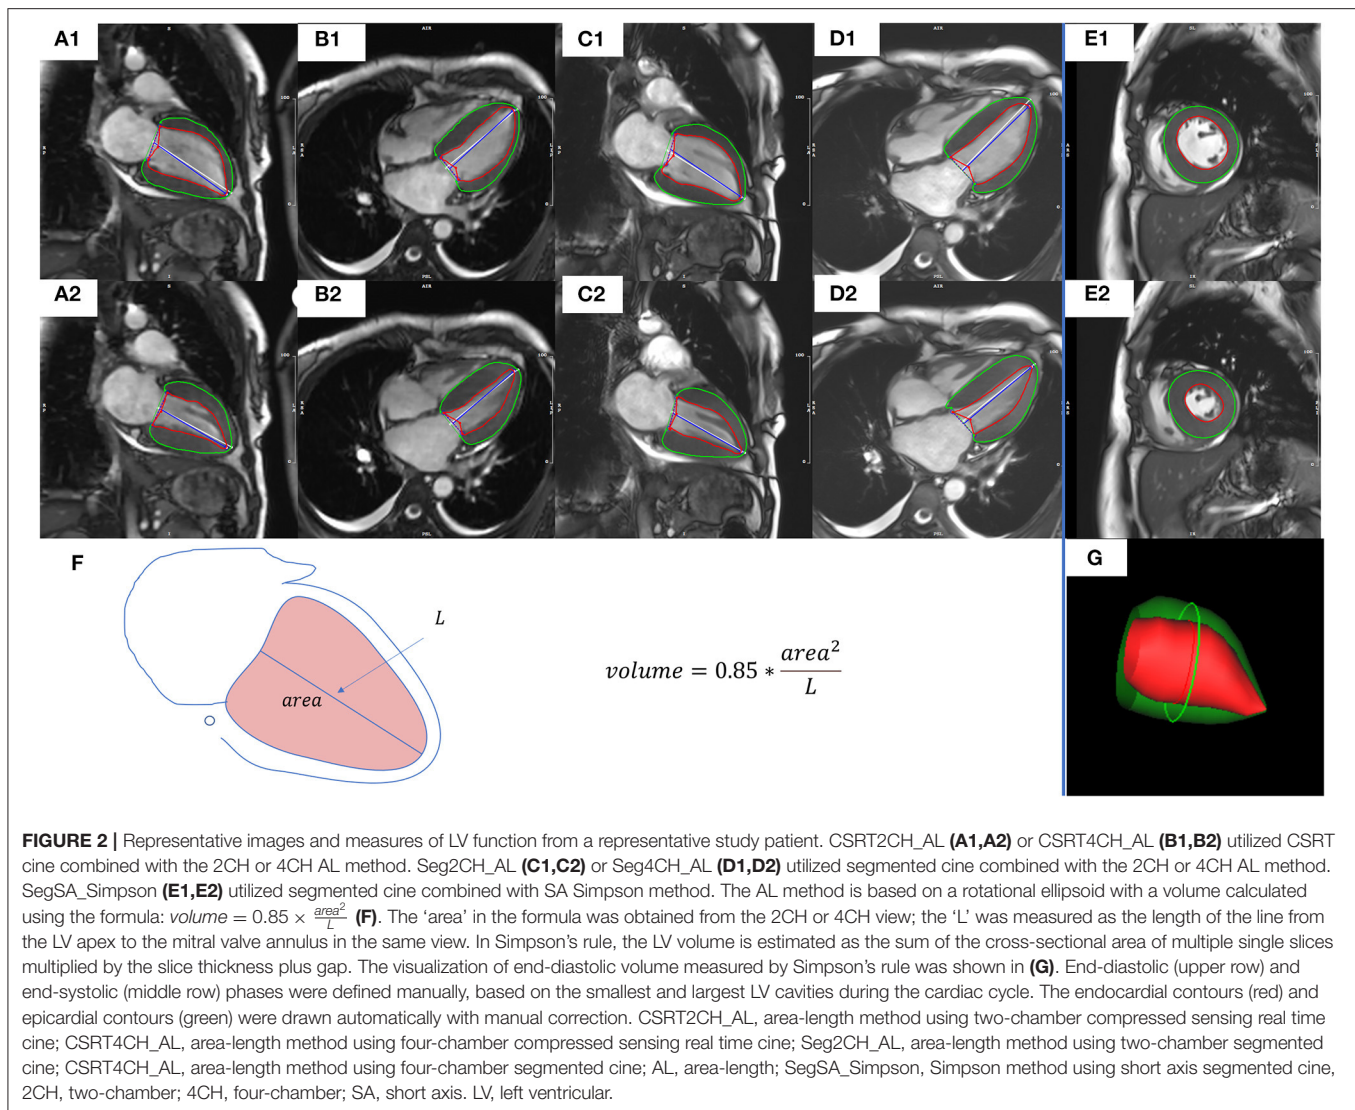 A1
B1
C1
D1
E1
A2
B2
C2
D2
E2
F
G
L
area
volume = 0.85 * area² / L
FIGURE 2 | Representative images and measures of LV function from a representative study patient. CSRT2CH_AL (A1,A2) or CSRT4CH_AL (B1,B2) utilized CSRT
cine combined with the 2CH or 4CH AL method. Seg2CH_AL (C1,C2) or Seg4CH_AL (D1,D2) utilized segmented cine combined with the 2CH or 4CH AL method.
SegSA_Simpson (E1,E2) utilized segmented cine combined with SA Simpson method. The AL method is based on a rotational ellipsoid with a volume calculated
using the formula: volume = 0.85 × area²/L (F). The ‘area’ in the formula was obtained from the 2CH or 4CH view; the ‘L’ was measured as the length of the line from
the LV apex to the mitral valve annulus in the same view. In Simpson’s rule, the LV volume is estimated as the sum of the cross-sectional area of multiple single slices
multiplied by the slice thickness plus gap. The visualization of end-diastolic volume measured by Simpson’s rule was shown in (G). End-diastolic (upper row) and
end-systolic (middle row) phases were defined manually, based on the smallest and largest LV cavities during the cardiac cycle. The endocardial contours (red) and
epicardial contours (green) were drawn automatically with manual correction. CSRT2CH_AL, area-length method using two-chamber compressed sensing real time
cine; CSRT4CH_AL, area-length method using four-chamber compressed sensing real time cine; Seg2CH_AL, area-length method using two-chamber segmented
cine; CSRT4CH_AL, area-length method using four-chamber segmented cine; AL, area-length; SegSA_Simpson, Simpson method using short axis segmented cine,
2CH, two-chamber; 4CH, four-chamber; SA, short axis. LV, left ventricular.